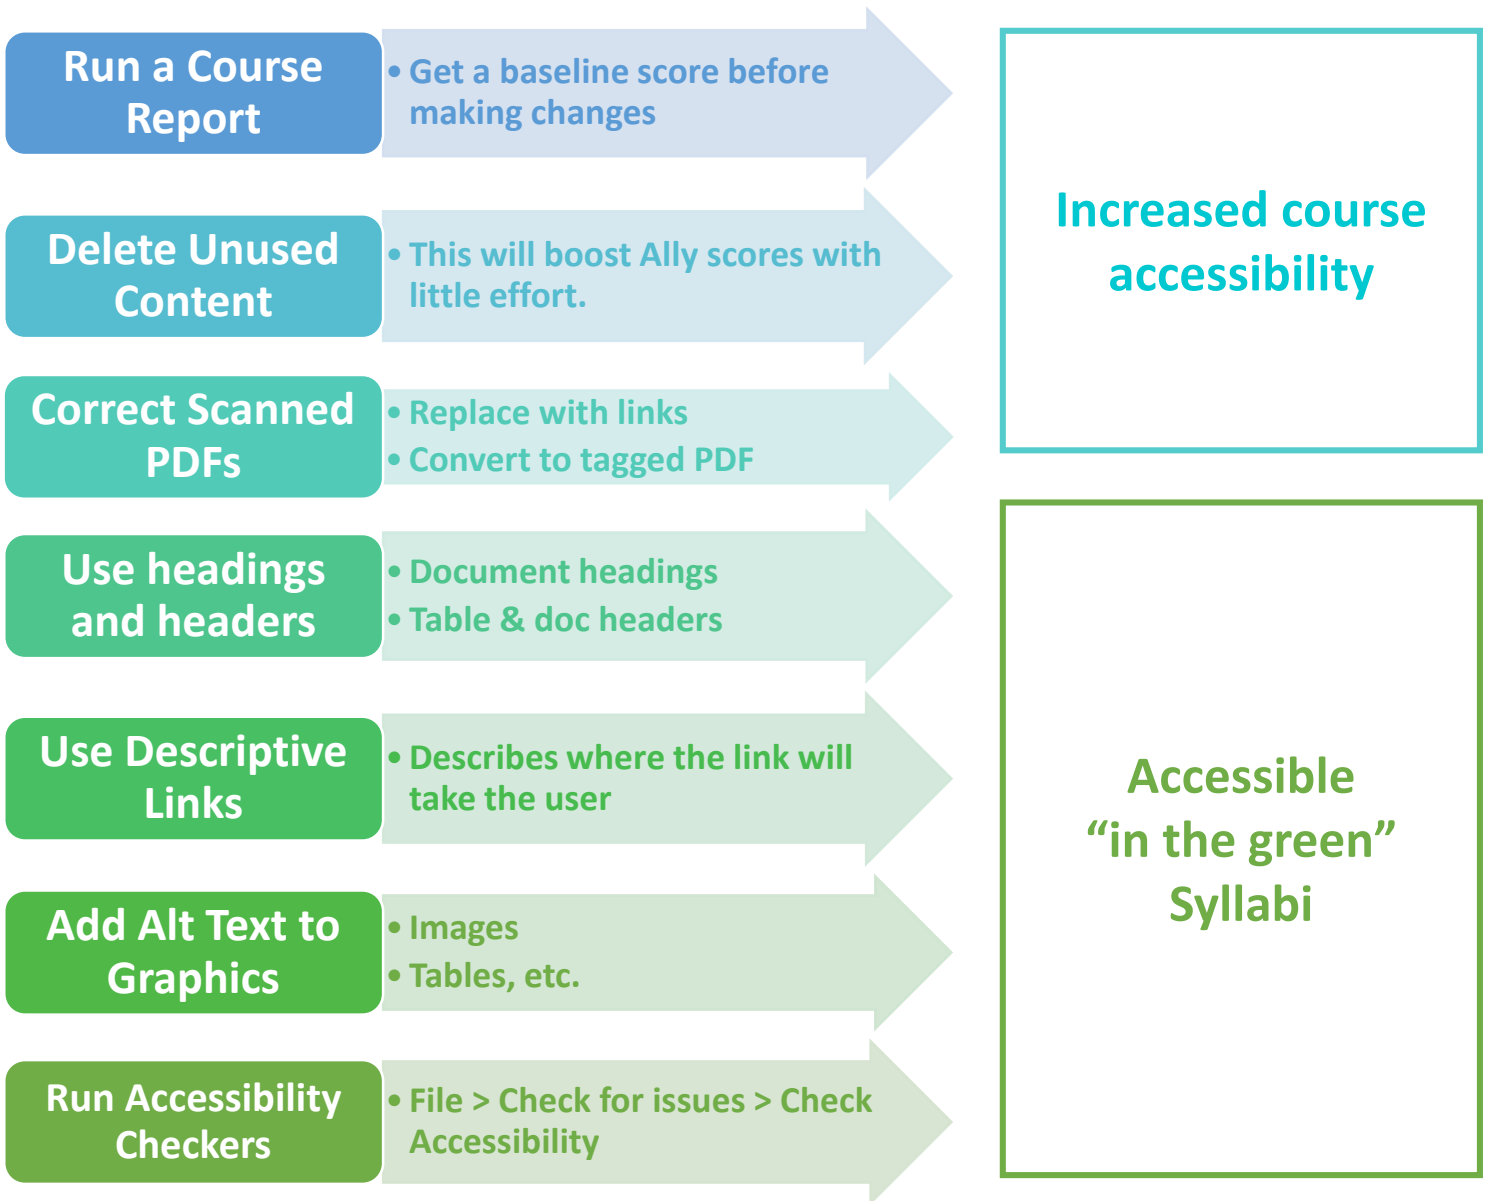 Run a Course
Report
• Get a baseline score before
making changes
Delete Unused
Content
• This will boost Ally scores with
little effort.
Correct Scanned
PDFs
• Replace with links
• Convert to tagged PDF
Use headings
and headers
• Document headings
• Table & doc headers
Use Descriptive
Links
• Describes where the link will
take the user
Add Alt Text to
Graphics
• Images
• Tables, etc.
Run Accessibility
Checkers
• File > Check for issues > Check
Accessibility
Increased course
accessibility
Accessible
“in the green”
Syllabi